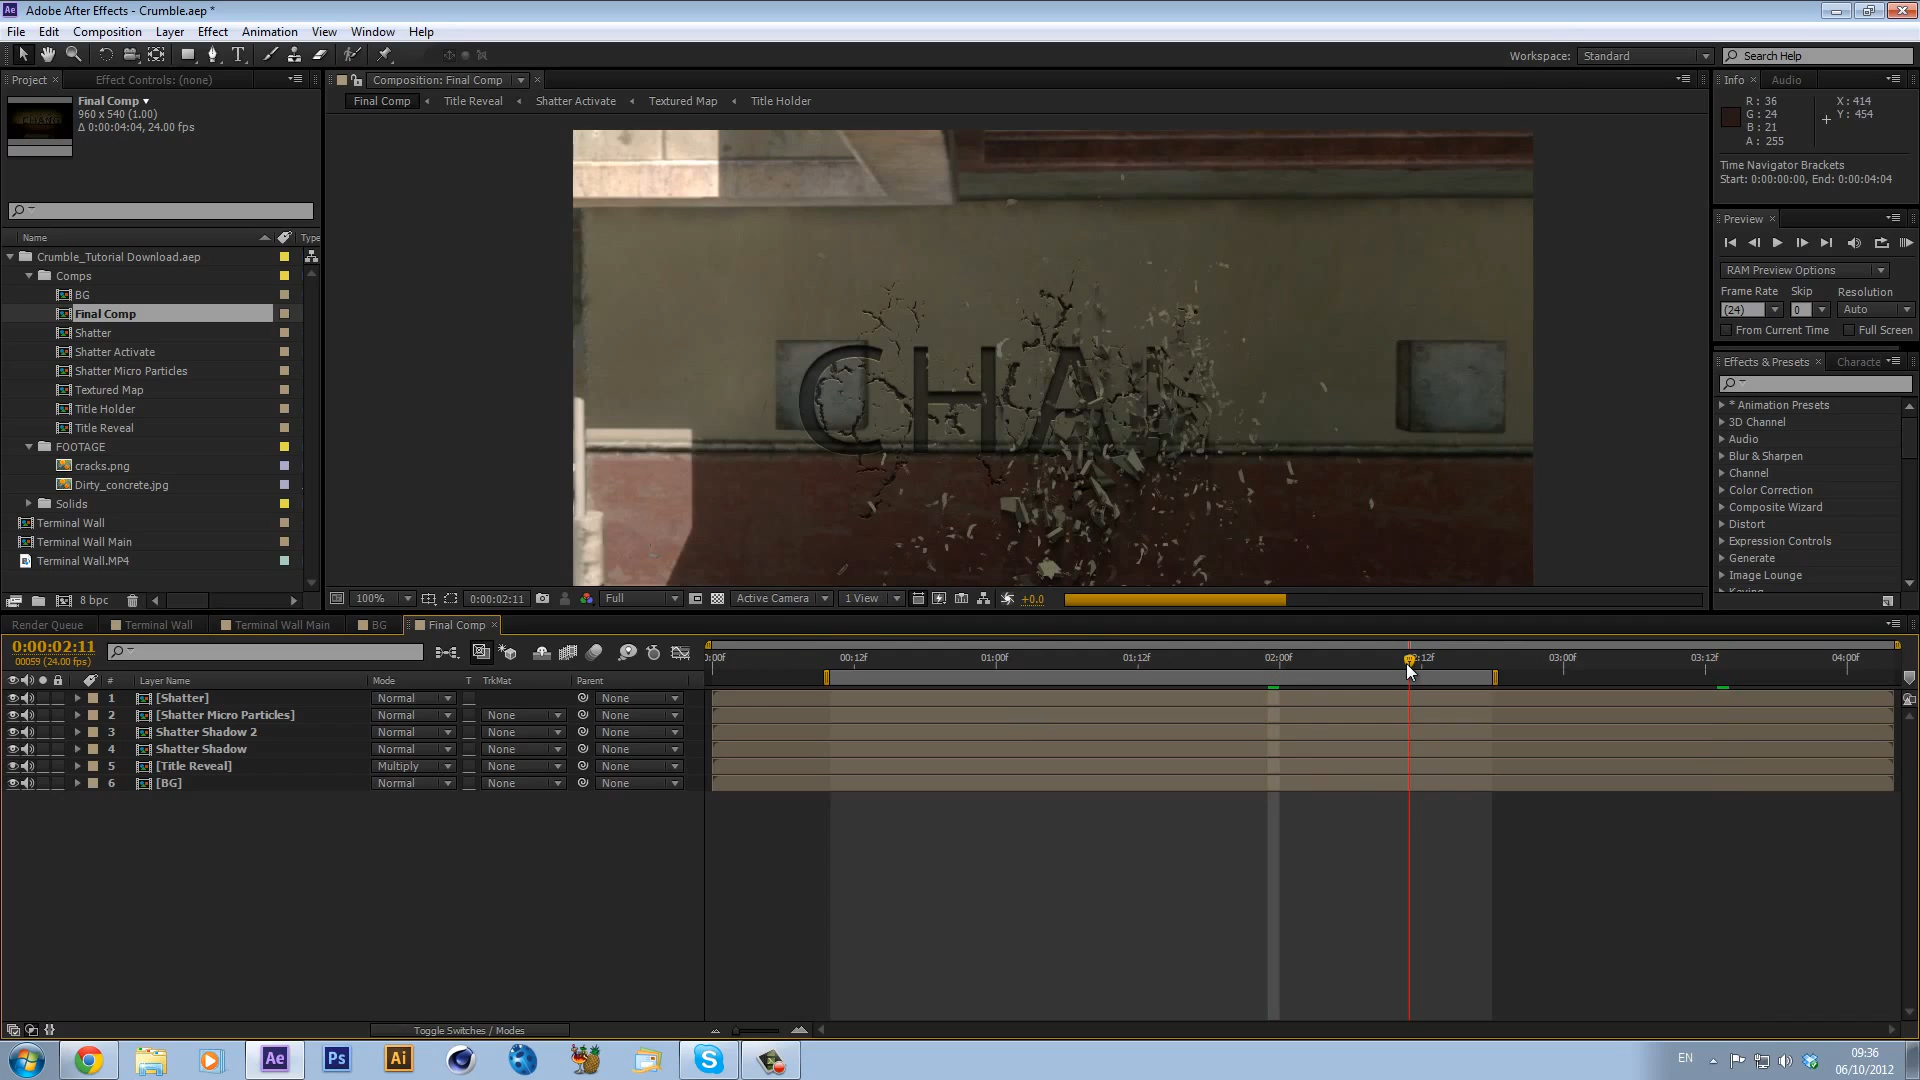 Adobe After Effects - Crumble.aep *
File Edit Composition Layer Effect Animation View Window Help
Workspace: Standard Search Help
Project Effect Controls: (none)
Final Comp
960 x 540 (1.00)
Δ 0:00:04:04, 24.00 fps
Name Type
Crumble_Tutorial Download.aep
Comps
BG
Final Comp
Shatter
Shatter Activate
Shatter Micro Particles
Textured Map
Title Holder
Title Reveal
FOOTAGE
cracks.png
Dirty_concrete.jpg
Solids
Terminal Wall
Terminal Wall Main
Terminal Wall.MP4
8 bpc
Composition: Final Comp
Final Comp Title Reveal Shatter Activate Textured Map Title Holder
CHA
100% 0:00:02:11 Full Active Camera 1 View +0.0
Info Audio
R: 36 X: 414
G: 24 Y: 454
B: 21
A: 255
Time Navigator Brackets
Start: 0:00:00:00, End: 0:00:04:04
Preview
RAM Preview Options
Frame Rate Skip Resolution
(24) 0 Auto
From Current Time Full Screen
Effects & Presets Characte
* Animation Presets
3D Channel
Audio
Blur & Sharpen
Channel
Color Correction
Composite Wizard
Distort
Expression Controls
Generate
Image Lounge
Render Queue Terminal Wall Terminal Wall Main BG Final Comp
0:00:02:11
00059 (24.00 fps)
:00f 00:12f 01:00f 01:12f 02:00f :12f 03:00f 03:12f 04:00f
# Layer Name Mode T TrkMat Parent
1 [Shatter] Normal None
2 [Shatter Micro Particles] Normal None None
3 Shatter Shadow 2 Normal None None
4 Shatter Shadow Normal None None
5 [Title Reveal] Multiply None None
6 [BG] Normal None None
Toggle Switches / Modes
Ae Ps Ai
EN
09:36
06/10/2012